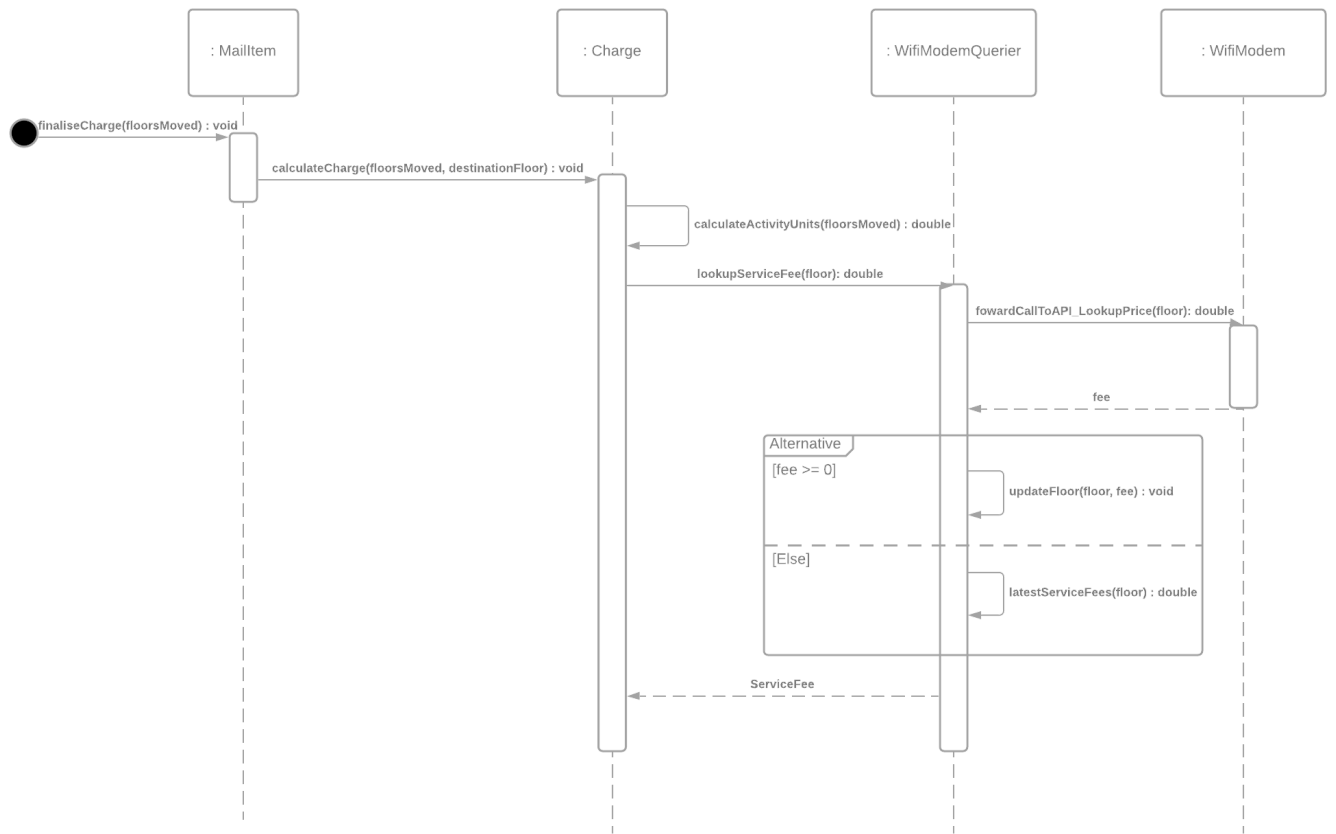 : MailItem
: Charge
: WifiModemQuerier
: WifiModem
finaliseCharge(floorsMoved) : void
calculateCharge(floorsMoved, destinationFloor) : void
calculateActivityUnits(floorsMoved) : double
lookupServiceFee(floor): double
fowardCallToAPI_LookupPrice(floor): double
fee
Alternative
[fee >= 0]
updateFloor(floor, fee) : void
[Else]
latestServiceFees(floor) : double
ServiceFee